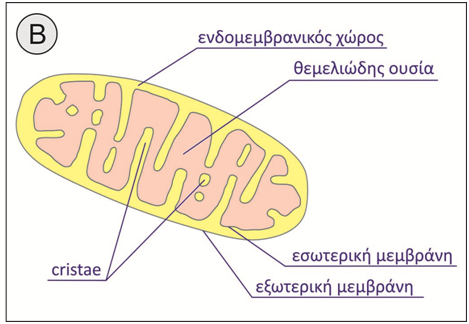 B
ενδομεμβρανικός χώρος
θεμελιώδης ουσία
εσωτερική μεμβράνη
cristae
εξωτερική μεμβράνη